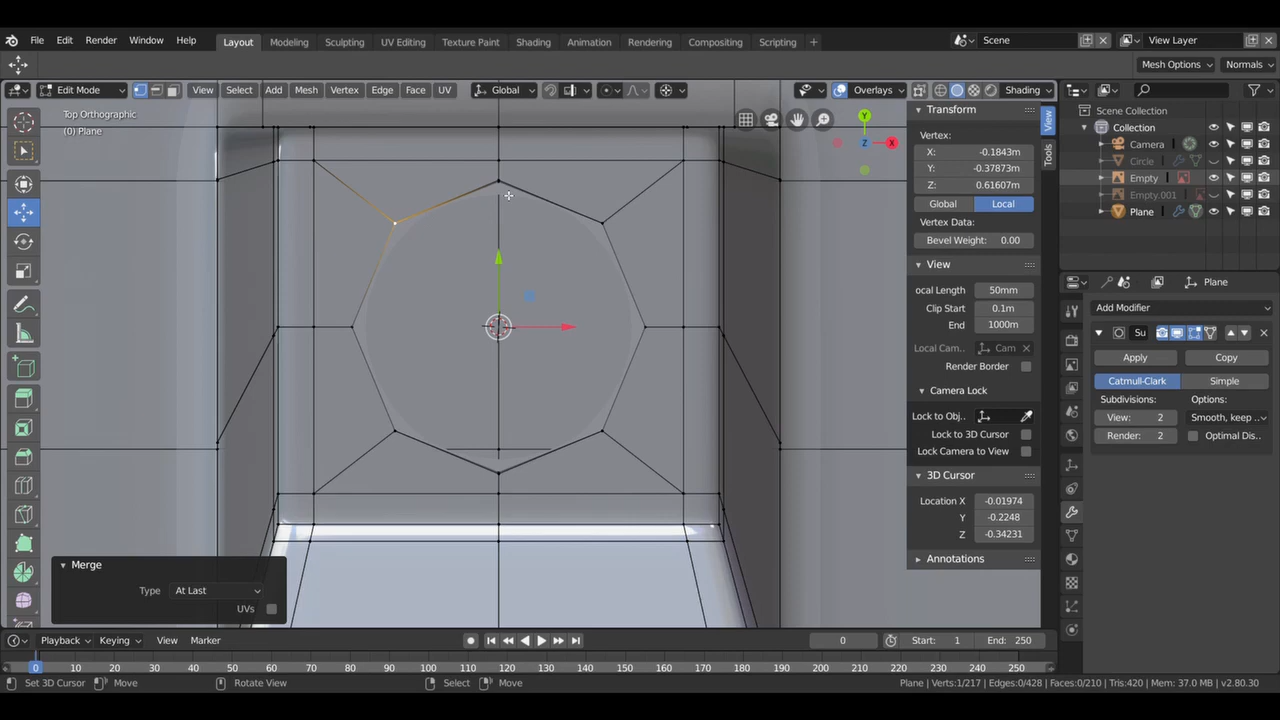 File Edit Render Window Help Layout Modeling Sculpting UV Editing Texture Paint Shading Animation Rendering Compositing Scripting + Scene View Layer
Mesh Options Normals
Edit Mode View Select Add Mesh Vertex Edge Face UV Global Overlays Shading
Top Orthographic
(0) Plane
Y
X
Z
Transform
Vertex:
X: -0.1843m
Y: -0.37873m
Z: 0.61607m
Global Local
Vertex Data:
Bevel Weight: 0.00
View
ocal Length 50mm
Clip Start 0.1m
End 1000m
Local Cam.. Cam
Render Border
Camera Lock
Lock to Obj..
Lock to 3D Cursor
Lock Camera to View
3D Cursor
Location X -0.01974
Y -0.2248
Z -0.34231
Annotations
View
Tools
Scene Collection
Collection
Camera
Circle
Empty
Empty.001
Plane
Plane
Add Modifier
Su
Apply Copy
Catmull-Clark Simple
Subdivisions: Options:
View: 2 Smooth, keep ..
Render: 2 Optimal Dis..
Merge
Type At Last
UVs
Playback Keying View Marker 0 Start: 1 End: 250
0 10 20 30 40 50 60 70 80 90 100 110 120 130 140 150 160 170 180 190 200 210 220 230 240 250
Set 3D Cursor Move Rotate View Select Move Plane | Verts:1/217 | Edges:0/428 | Faces:0/210 | Tris:420 | Mem: 37.0 MB | v2.80.30